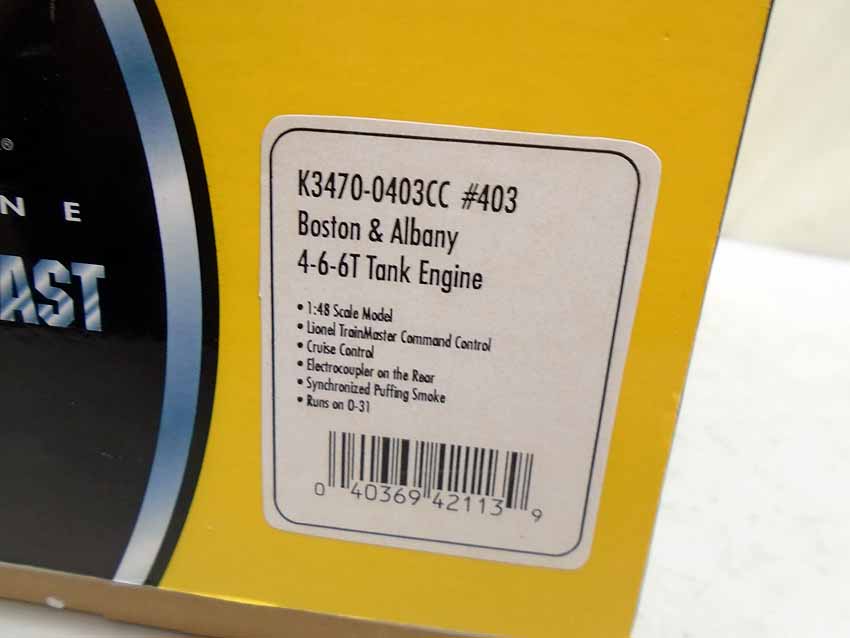 ®
N E
AST
K3470-0403CC #403
Boston & Albany
4-6-6T Tank Engine
• 1:48 Scale Model
• Lionel TrainMaster Command Control
• Cruise Control
• Electrocoupler on the Rear
• Synchronized Puffing Smoke
• Runs on O-31
0 40369 42113 9